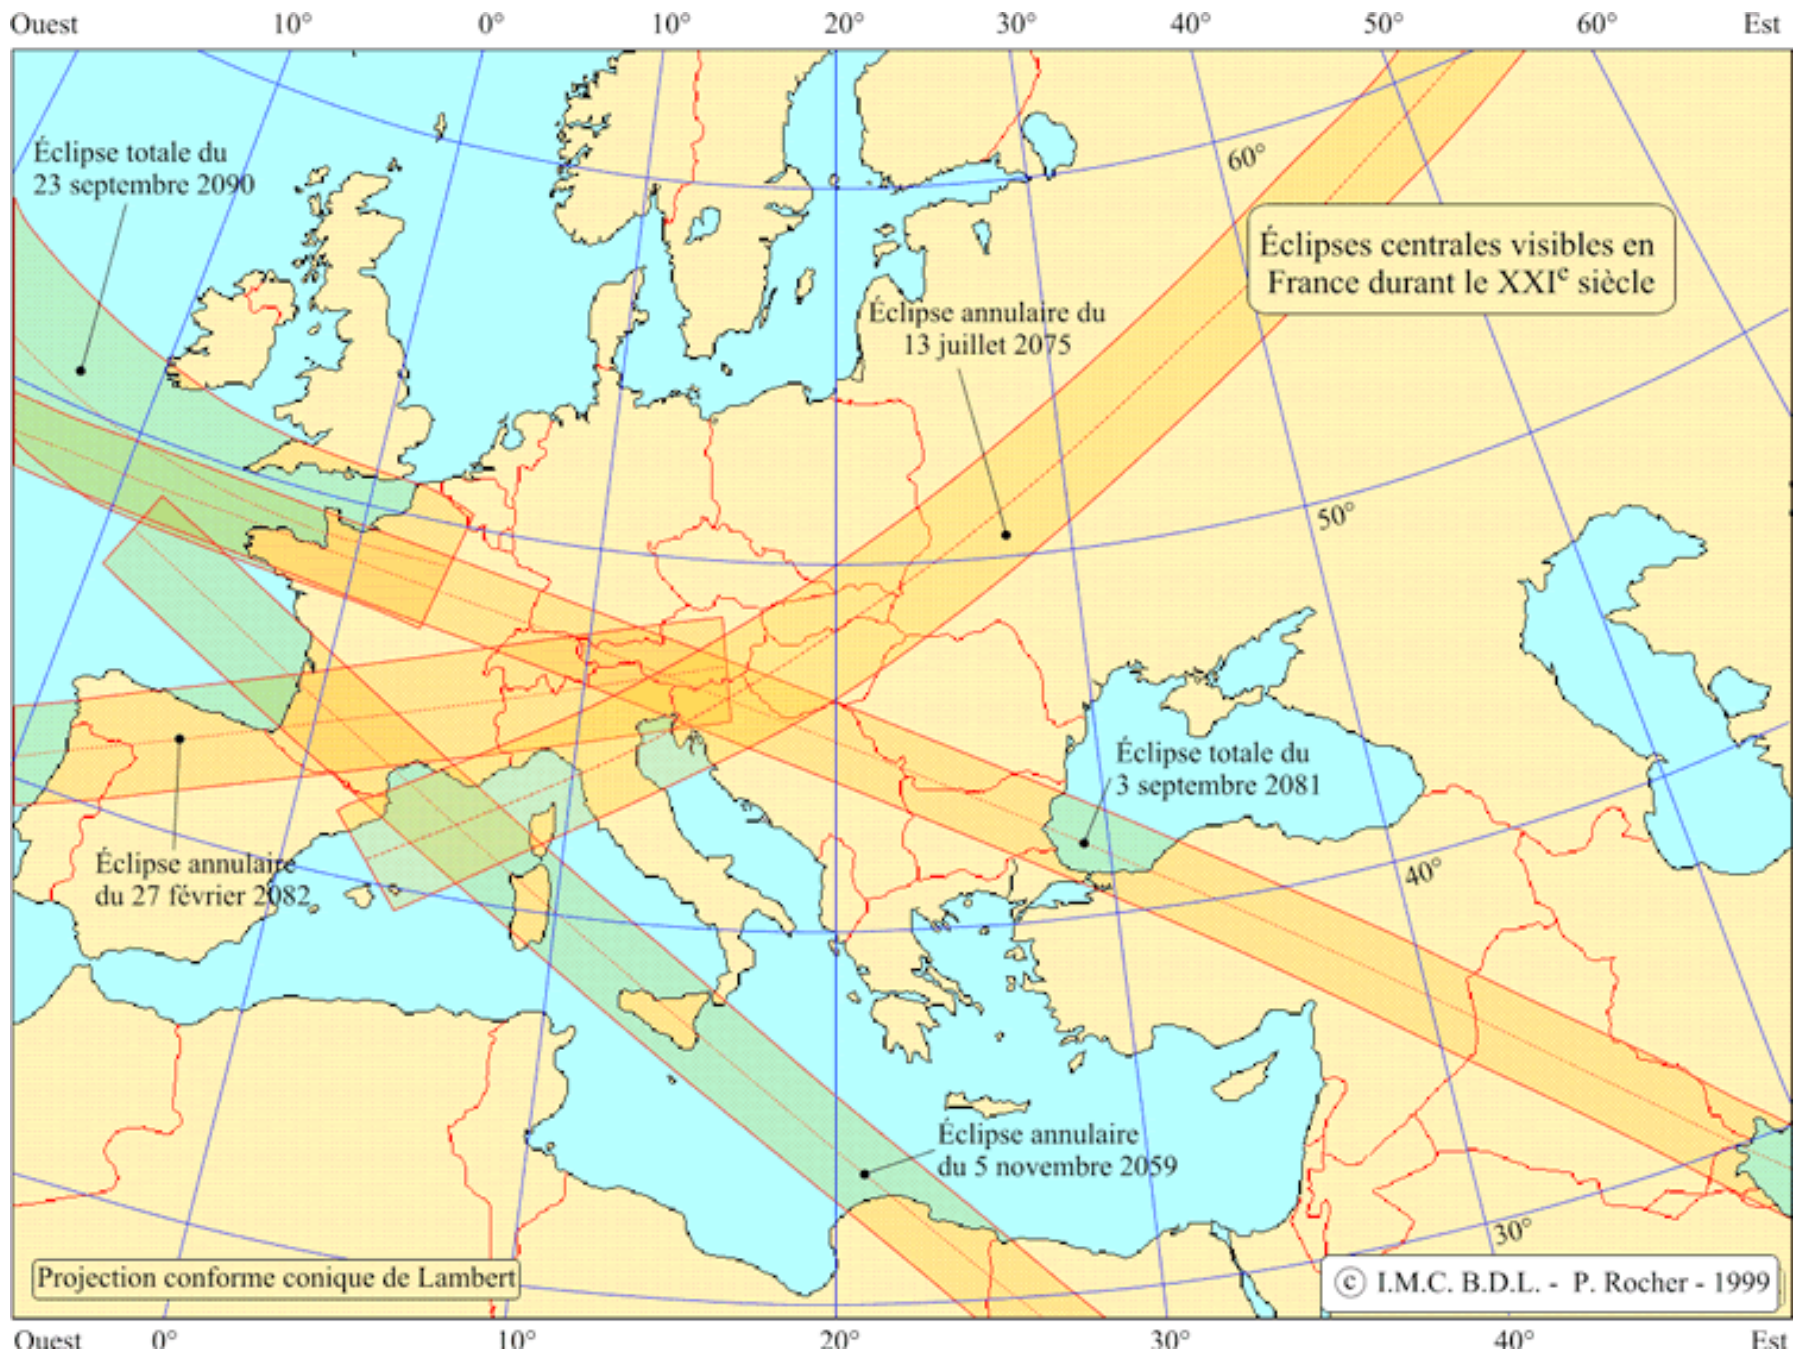 Ouest 10° 0° 10° 20° 30° 40° 50° 60° Est
Éclipse totale du
23 septembre 2090
60°
Éclipses centrales visibles en
France durant le XXIe siècle
Éclipse annulaire du
13 juillet 2075
50°
Éclipse totale du
3 septembre 2081
Éclipse annulaire
du 27 février 2082
40°
Éclipse annulaire
du 5 novembre 2059
30°
Projection conforme conique de Lambert
© I.M.C. B.D.L. - P. Rocher - 1999
Ouest 0° 10° 20° 30° 40° Est